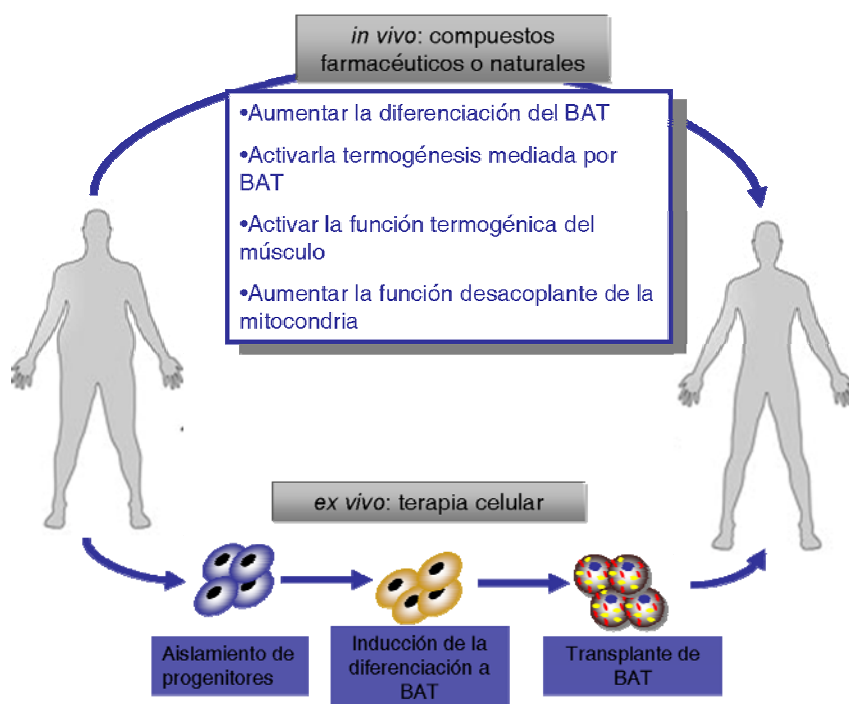 in vivo: compuestos
farmacéuticos o naturales
•Aumentar la diferenciación del BAT
•Activarla termogénesis mediada por
BAT
•Activar la función termogénica del
músculo
•Aumentar la función desacoplante de la
mitocondria
ex vivo: terapia celular
Aislamiento de
progenitores
Inducción de la
diferenciación a
BAT
Transplante de
BAT